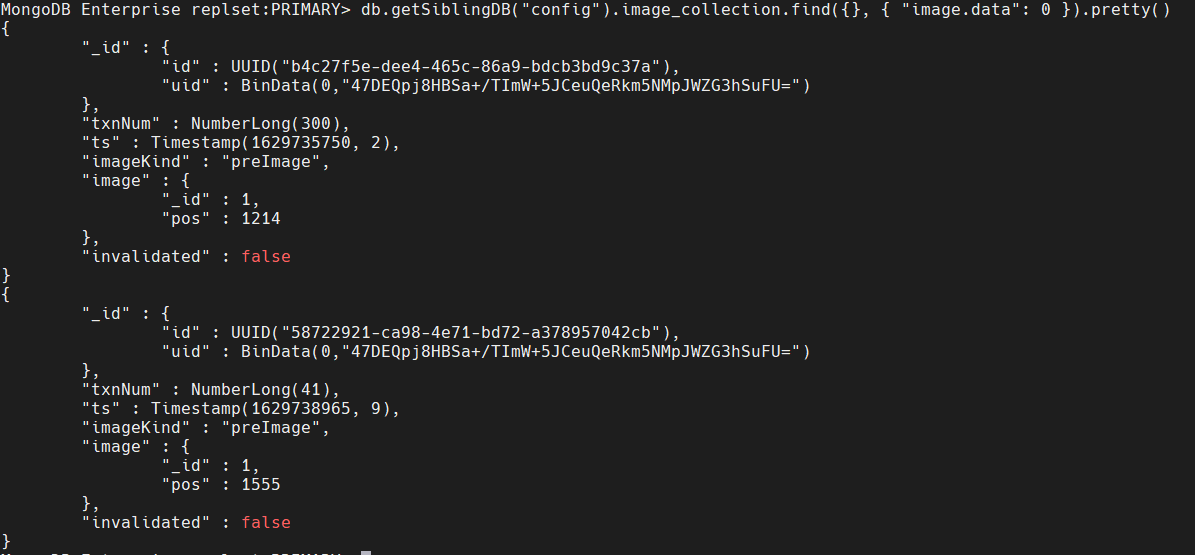 MongoDB Enterprise replset:PRIMARY> db.getSiblingDB("config").image_collection.find({}, { "image.data": 0 }).pretty()
{
        "_id" : {
                "id" : UUID("b4c27f5e-dee4-465c-86a9-bdcb3bd9c37a"),
                "uid" : BinData(0,"47DEQpj8HBSa+/TImW+5JCeuQeRkm5NMpJWZG3hSuFU=")
        },
        "txnNum" : NumberLong(300),
        "ts" : Timestamp(1629735750, 2),
        "imageKind" : "preImage",
        "image" : {
                "_id" : 1,
                "pos" : 1214
        },
        "invalidated" : false
}
{
        "_id" : {
                "id" : UUID("58722921-ca98-4e71-bd72-a378957042cb"),
                "uid" : BinData(0,"47DEQpj8HBSa+/TImW+5JCeuQeRkm5NMpJWZG3hSuFU=")
        },
        "txnNum" : NumberLong(41),
        "ts" : Timestamp(1629738965, 9),
        "imageKind" : "preImage",
        "image" : {
                "_id" : 1,
                "pos" : 1555
        },
        "invalidated" : false
}